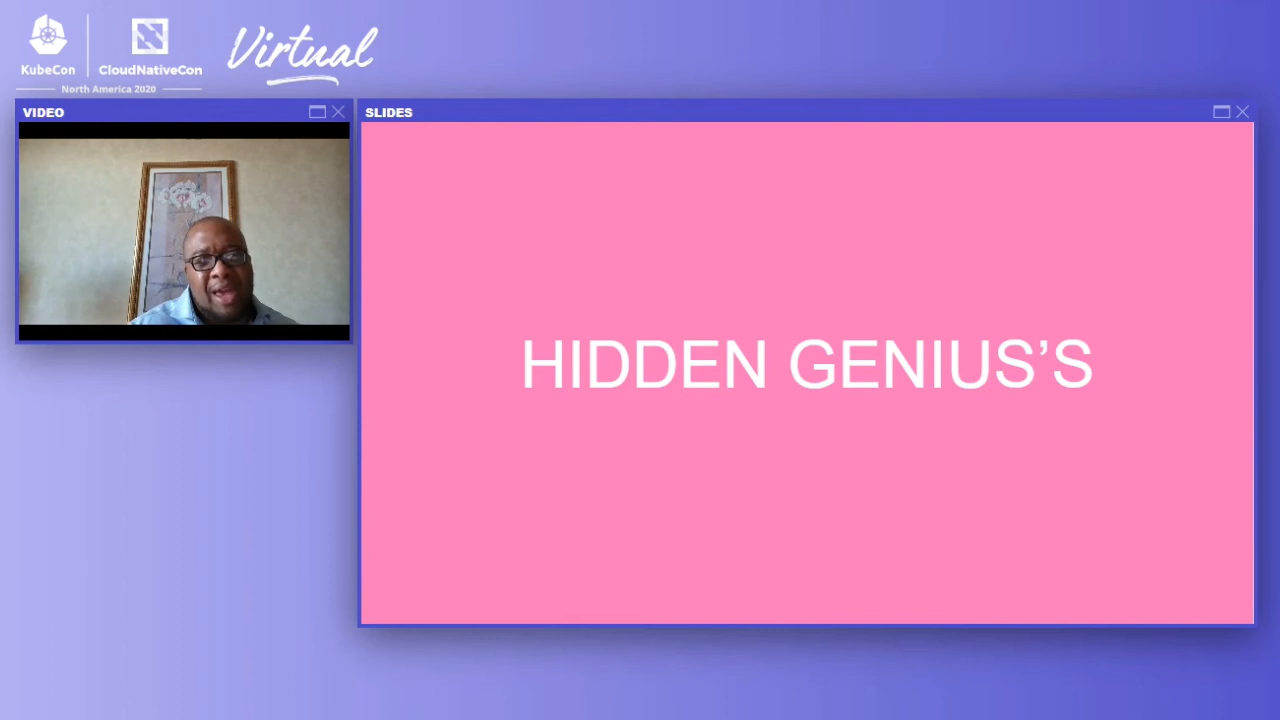 KubeCon
CloudNativeCon
North America 2020
Virtual
VIDEO
SLIDES
HIDDEN GENIUS’S